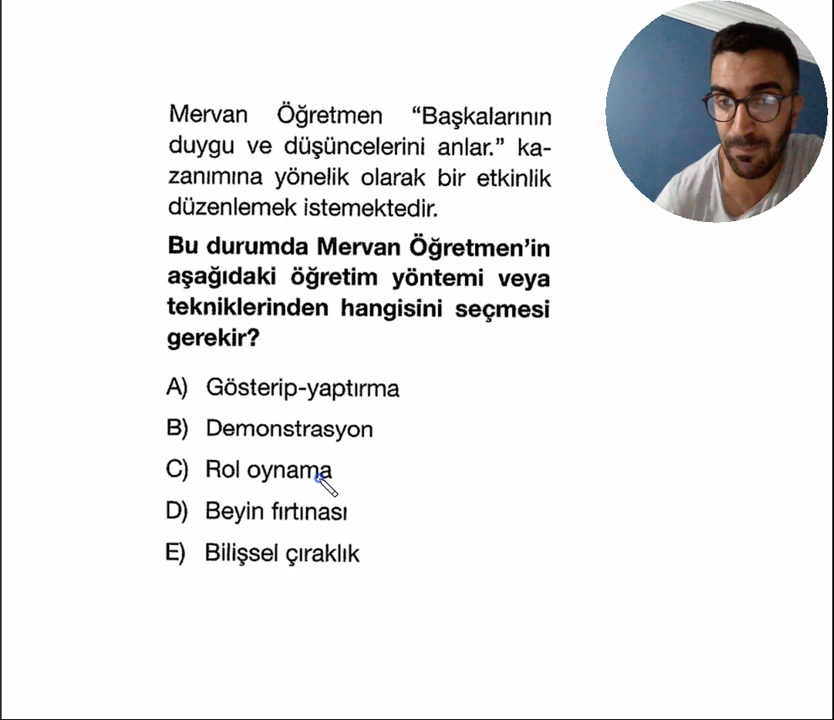 Mervan Öğretmen “Başkalarının
duygu ve düşüncelerini anlar.” ka-
zanımına yönelik olarak bir etkinlik
düzenlemek istemektedir.
Bu durumda Mervan Öğretmen’in
aşağıdaki öğretim yöntemi veya
tekniklerinden hangisini seçmesi
gerekir?
A) Gösterip-yaptırma
B) Demonstrasyon
C) Rol oynama
D) Beyin fırtınası
E) Bilişsel çıraklık